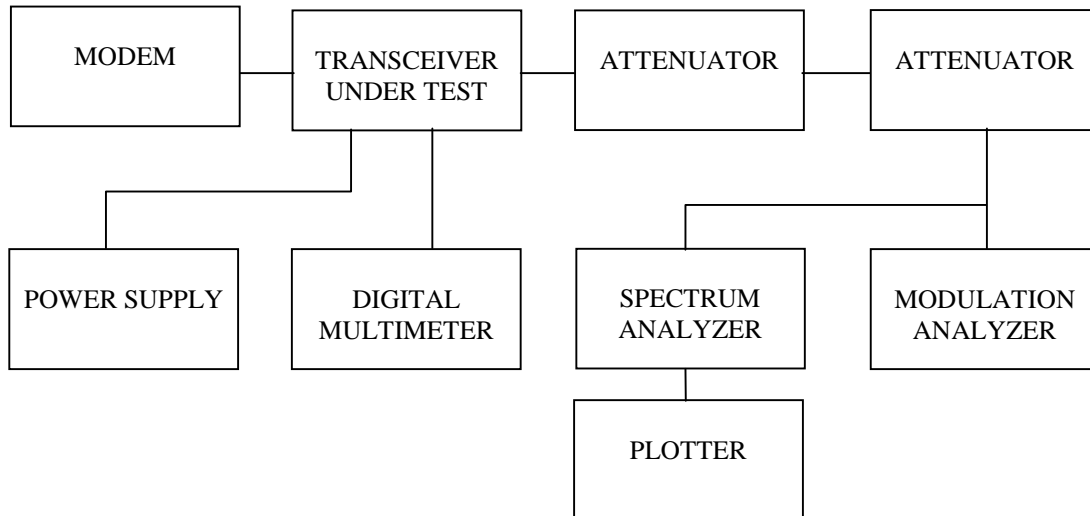 MODEM
TRANSCEIVER
UNDER TEST
ATTENUATOR
ATTENUATOR
POWER SUPPLY
DIGITAL
MULTIMETER
SPECTRUM
ANALYZER
MODULATION
ANALYZER
PLOTTER